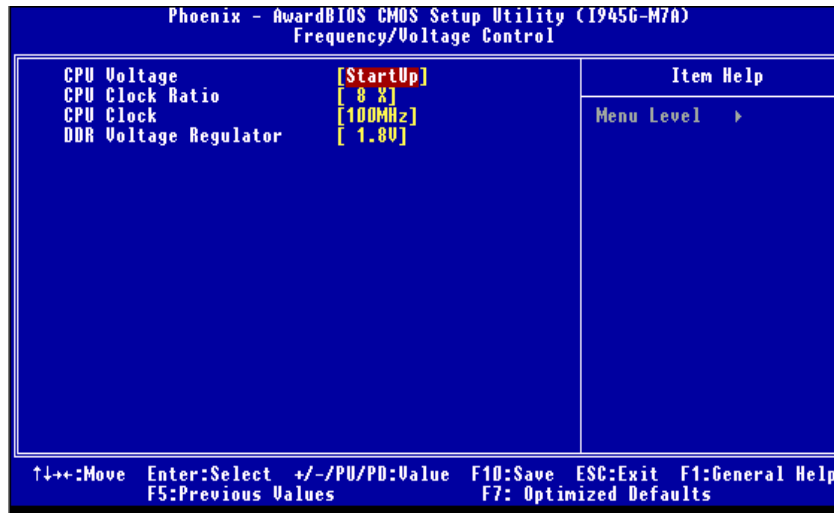 Phoenix - AwardBIOS CMOS Setup Utility (I945G-M7A)
Frequency/Voltage Control
CPU Voltage [StartUp]
CPU Clock Ratio [ 8 X]
CPU Clock [100MHz]
DDR Voltage Regulator [ 1.8V]
Item Help
Menu Level ▸
↑↓→←:Move Enter:Select +/-/PU/PD:Value F10:Save ESC:Exit F1:General Help
F5:Previous Values F7: Optimized Defaults